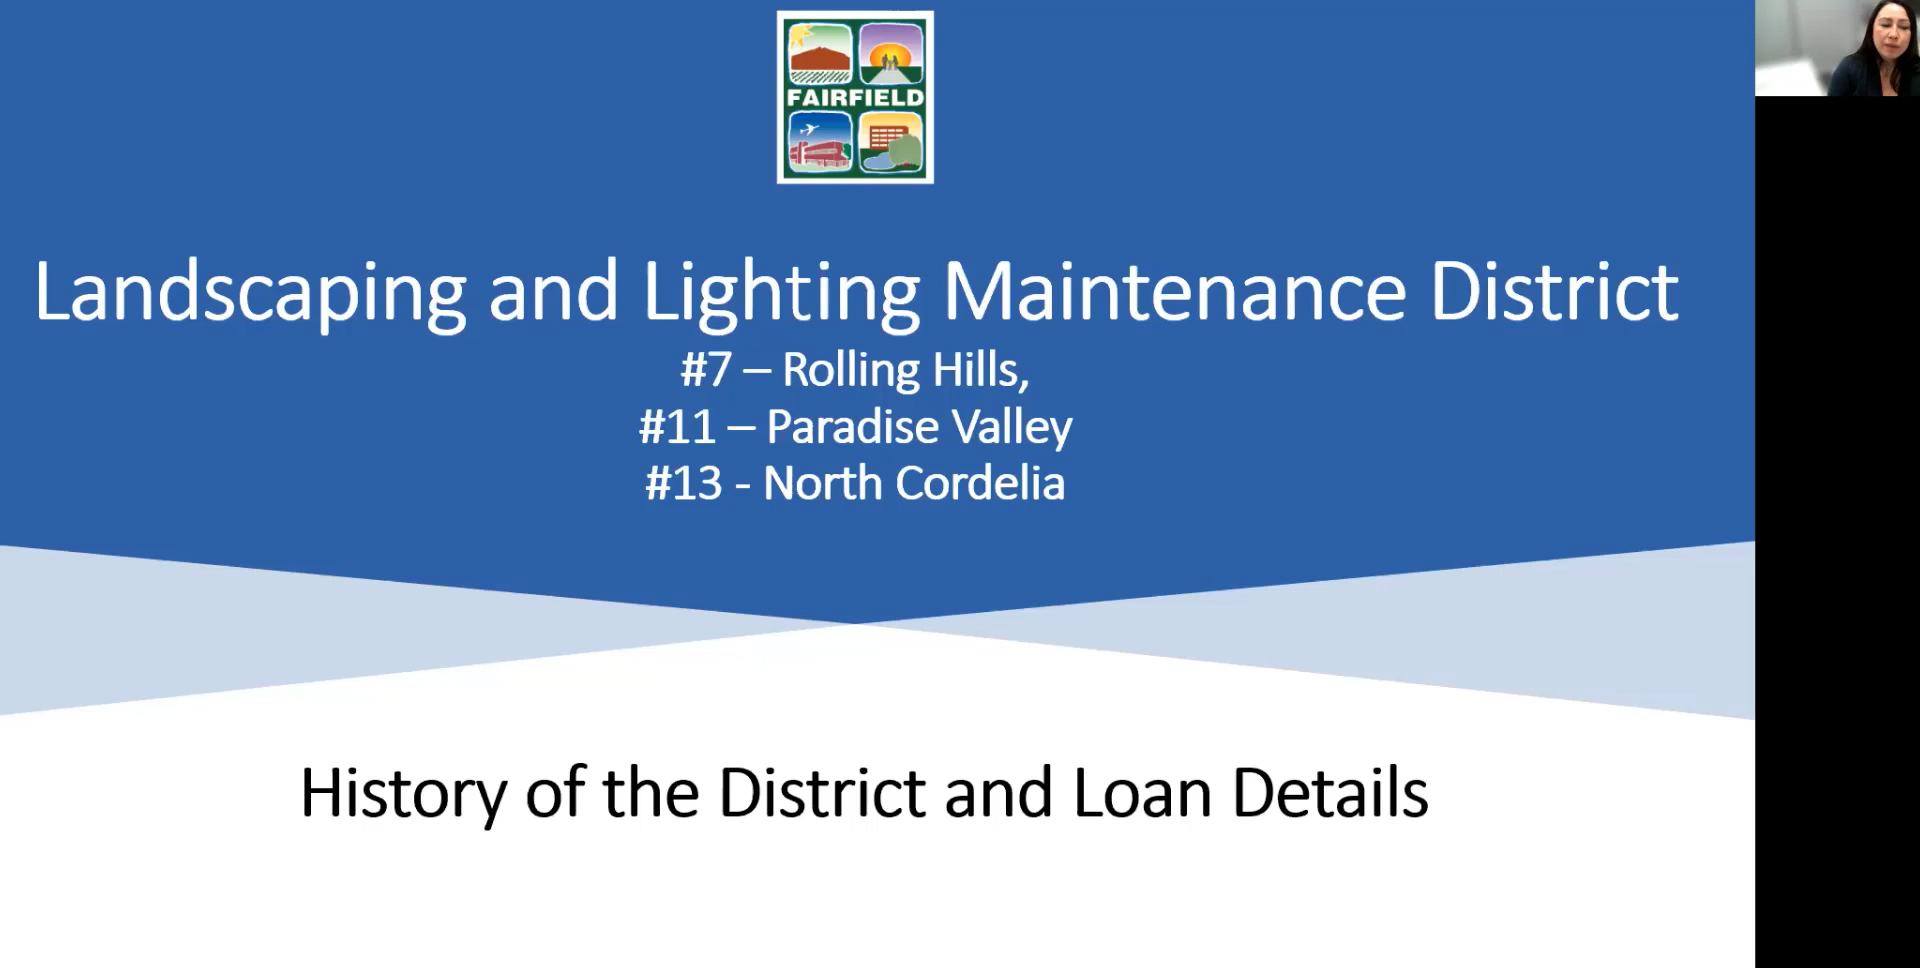 FAIRFIELD
Landscaping and Lighting Maintenance District
#7 – Rolling Hills,
#11 – Paradise Valley
#13 - North Cordelia
History of the District and Loan Details